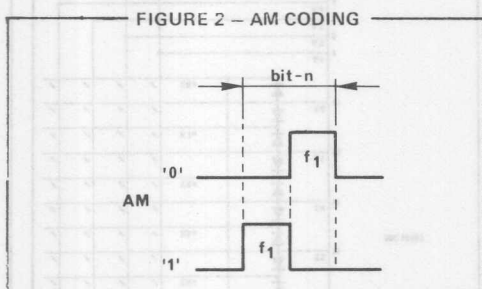 FIGURE 2 – AM CODING
bit-n
'0'
f1
AM
'1'
f1